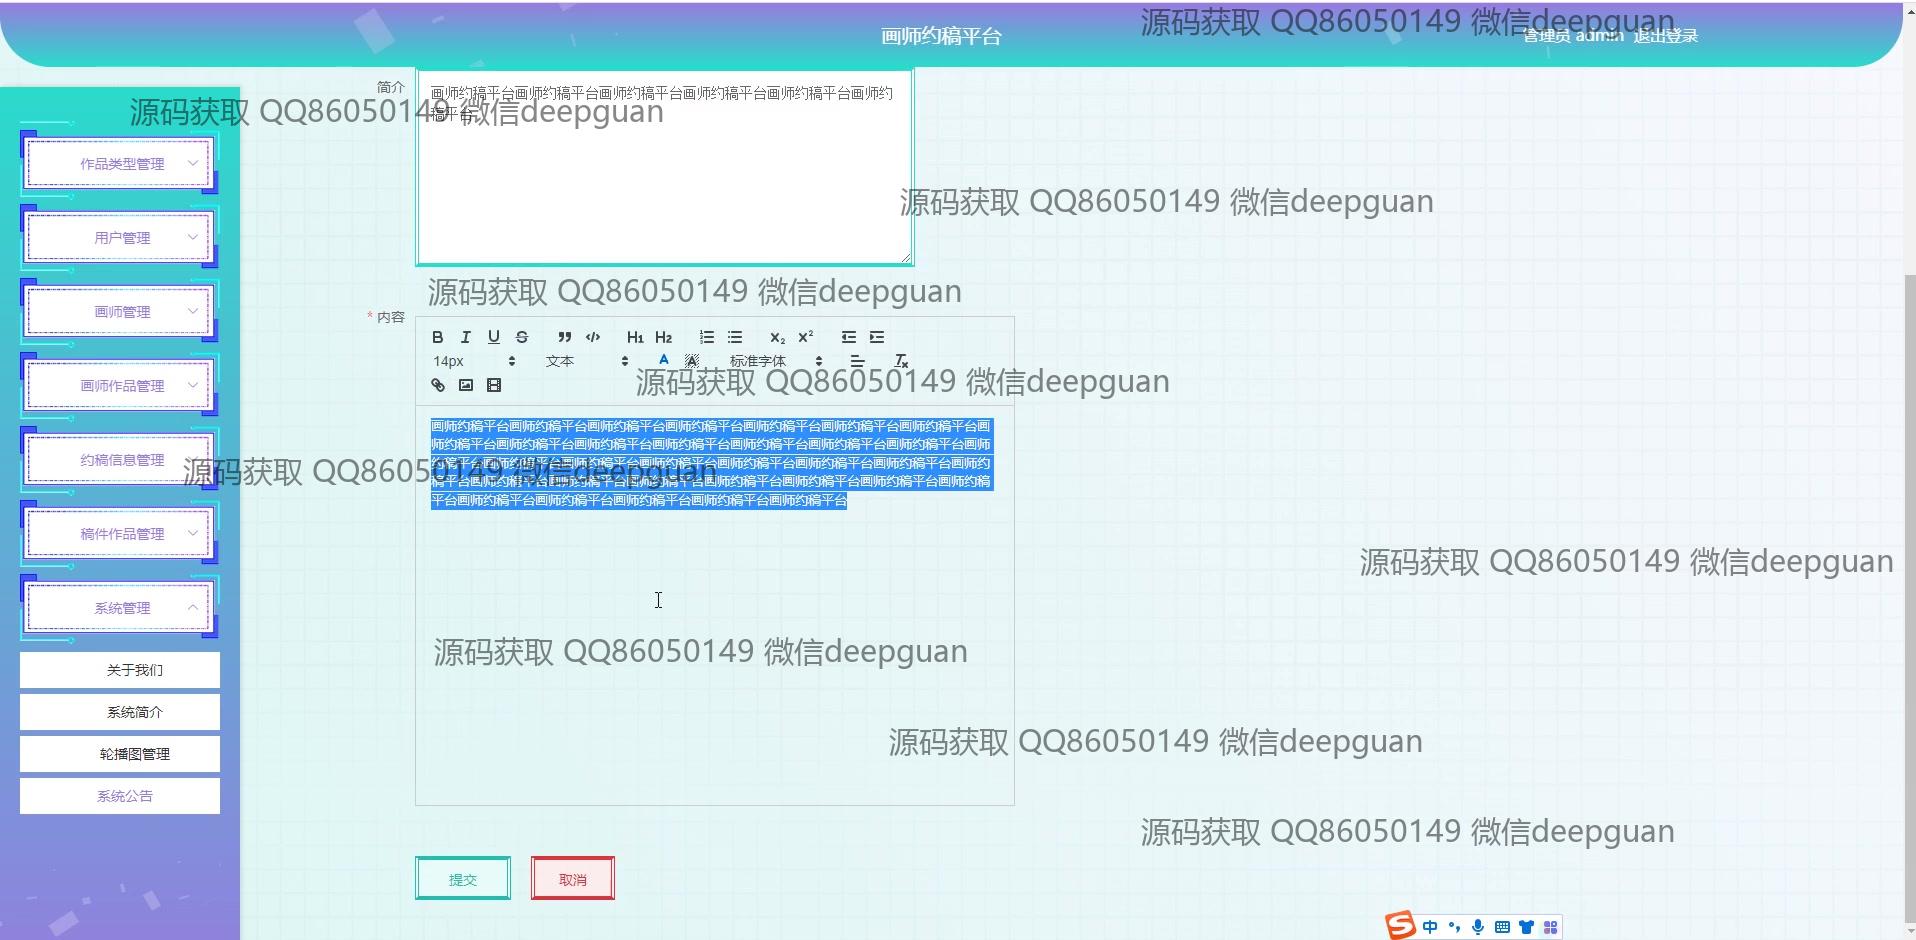 画师约稿平台
源码获取 QQ86050149 微信deepguan
管理员 admin 退出登录
简介
画师约稿平台画师约稿平台画师约稿平台画师约稿平台画师约稿平台画师约
稿平台
源码获取 QQ86050149 微信deepguan
作品类型管理
源码获取 QQ86050149 微信deepguan
用户管理
源码获取 QQ86050149 微信deepguan
画师管理
* 内容
B I U S H1 H2 X2 X2
14px 文本 A A 标准字体 Tx
源码获取 QQ86050149 微信deepguan
画师作品管理
画师约稿平台画师约稿平台画师约稿平台画师约稿平台画师约稿平台画师约稿平台画师约稿平台画
师约稿平台画师约稿平台画师约稿平台画师约稿平台画师约稿平台画师约稿平台画师约稿平台画师
约稿平台画师约稿平台画师约稿平台画师约稿平台画师约稿平台画师约稿平台画师约稿平台画师约
稿平台画师约稿平台画师约稿平台画师约稿平台画师约稿平台画师约稿平台画师约稿平台画师约稿
平台画师约稿平台画师约稿平台画师约稿平台画师约稿平台画师约稿平台
约稿信息管理
源码获取 QQ86050149 微信deepguan
稿件作品管理
源码获取 QQ86050149 微信deepguan
系统管理
源码获取 QQ86050149 微信deepguan
关于我们
系统简介
源码获取 QQ86050149 微信deepguan
轮播图管理
系统公告
源码获取 QQ86050149 微信deepguan
提交
取消
中